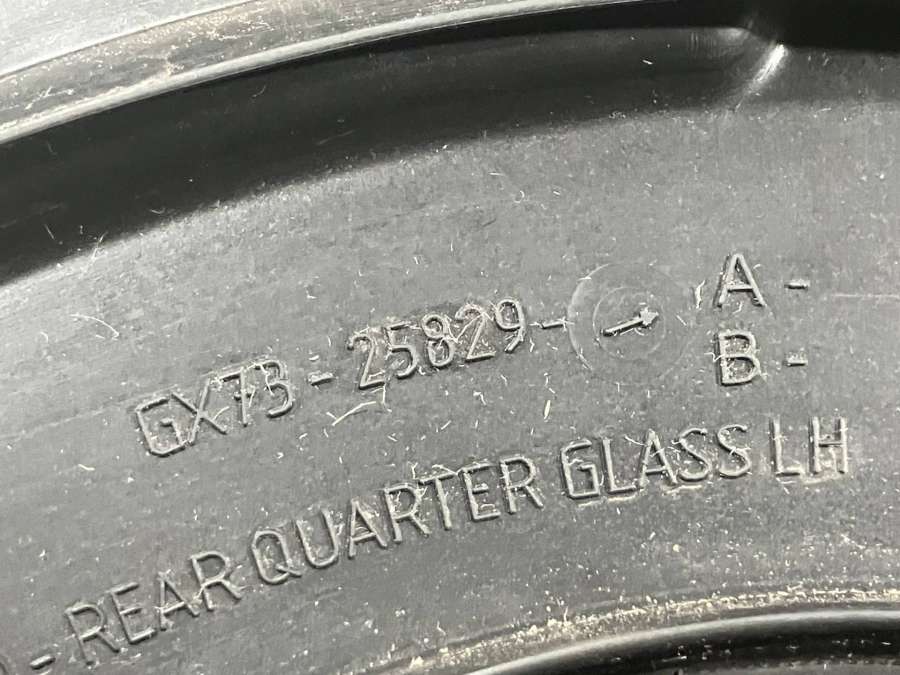 GX73-25829-
A -
B -
- REAR QUARTER GLASS LH